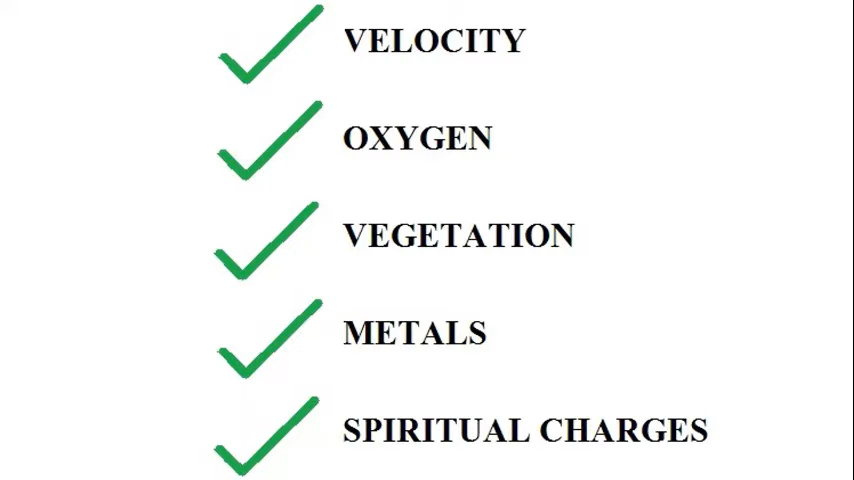 VELOCITY
OXYGEN
VEGETATION
METALS
SPIRITUAL CHARGES